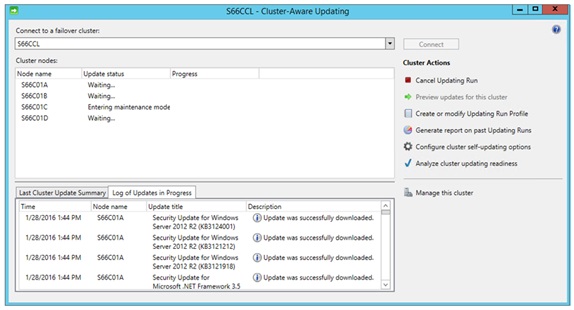 S66CCL - Cluster-Aware Updating
Connect to a failover cluster:
S66CCL
Connect
Cluster nodes:
Node name Update status Progress
S66C01A Waiting...
S66C01B Waiting...
S66C01C Entering maintenance mode
S66C01D Waiting...
Cluster Actions
Cancel Updating Run
Preview updates for this cluster
Create or modify Updating Run Profile
Generate report on past Updating Runs
Configure cluster self-updating options
Analyze cluster updating readiness
Manage this cluster
Last Cluster Update Summary Log of Updates in Progress
Time Node name Update title Description
1/28/2016 1:44 PM S66C01A Security Update for Windows Update was successfully downloaded.
Server 2012 R2 (KB3124001)
1/28/2016 1:44 PM S66C01A Security Update for Windows Update was successfully downloaded.
Server 2012 R2 (KB3121212)
1/28/2016 1:44 PM S66C01A Security Update for Windows Update was successfully downloaded.
Server 2012 R2 (KB3121918)
1/28/2016 1:44 PM S66C01A Security Update for Update was successfully downloaded.
Microsoft .NET Framework 3.5